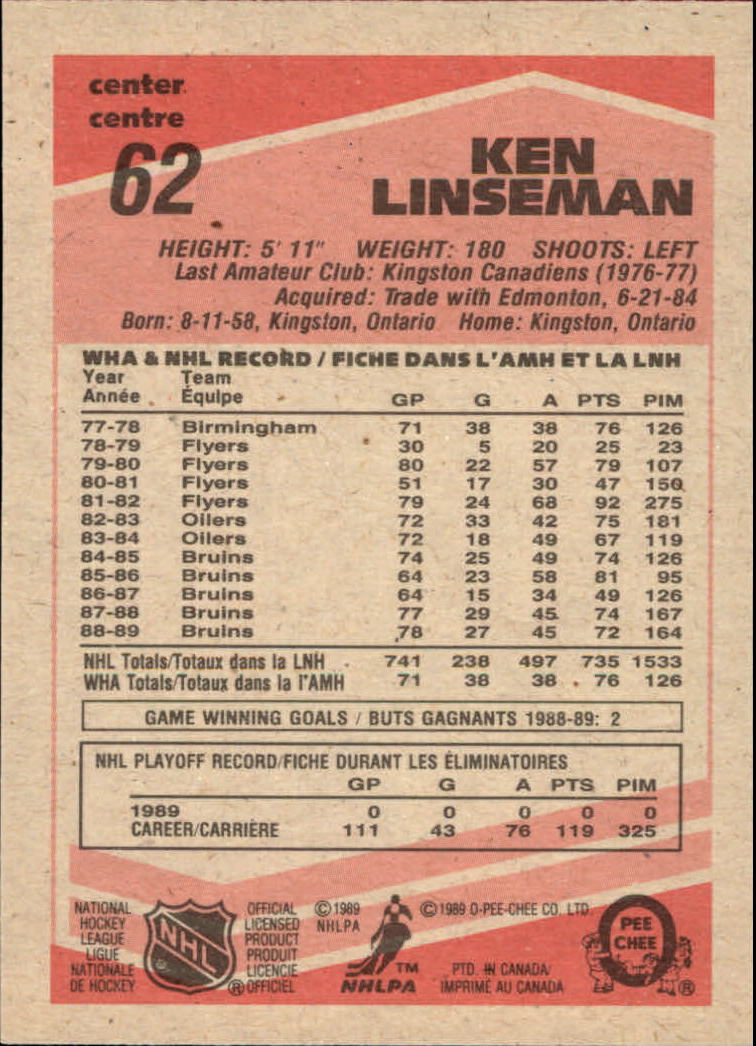 center
centre
62
KEN
LINSEMAN
HEIGHT: 5' 11" WEIGHT: 180 SHOOTS: LEFT
Last Amateur Club: Kingston Canadiens (1976-77)
Acquired: Trade with Edmonton, 6-21-84
Born: 8-11-58, Kingston, Ontario Home: Kingston, Ontario
WHA & NHL RECORD / FICHE DANS L'AMH ET LA LNH
Year Team
Année Équipe GP G A PTS PIM
77-78 Birmingham 71 38 38 76 126
78-79 Flyers 30 5 20 25 23
79-80 Flyers 80 22 57 79 107
80-81 Flyers 51 17 30 47 150
81-82 Flyers 79 24 68 92 275
82-83 Oilers 72 33 42 75 181
83-84 Oilers 72 18 49 67 119
84-85 Bruins 74 25 49 74 126
85-86 Bruins 64 23 58 81 95
86-87 Bruins 64 15 34 49 126
87-88 Bruins 77 29 45 74 167
88-89 Bruins 78 27 45 72 164
NHL Totals/Totaux dans la LNH 741 238 497 735 1533
WHA Totals/Totaux dans la l'AMH 71 38 38 76 126
GAME WINNING GOALS / BUTS GAGNANTS 1988-89: 2
NHL PLAYOFF RECORD/FICHE DURANT LES ÉLIMINATOIRES
GP G A PTS PIM
1989 0 0 0 0 0
CAREER/CARRIÈRE 111 43 76 119 325
NATIONAL
HOCKEY
LEAGUE
LIGUE
NATIONALE
DE HOCKEY
NHL
OFFICIAL
LICENSED
PRODUCT
PRODUIT
LICENCIE
® OFFICIEL
© 1989
NHLPA
TM
NHLPA
© 1989 O-PEE-CHEE CO. LTD.
PTD. IN CANADA/
IMPRIMÉ AU CANADA
O
PEE
CHEE
®